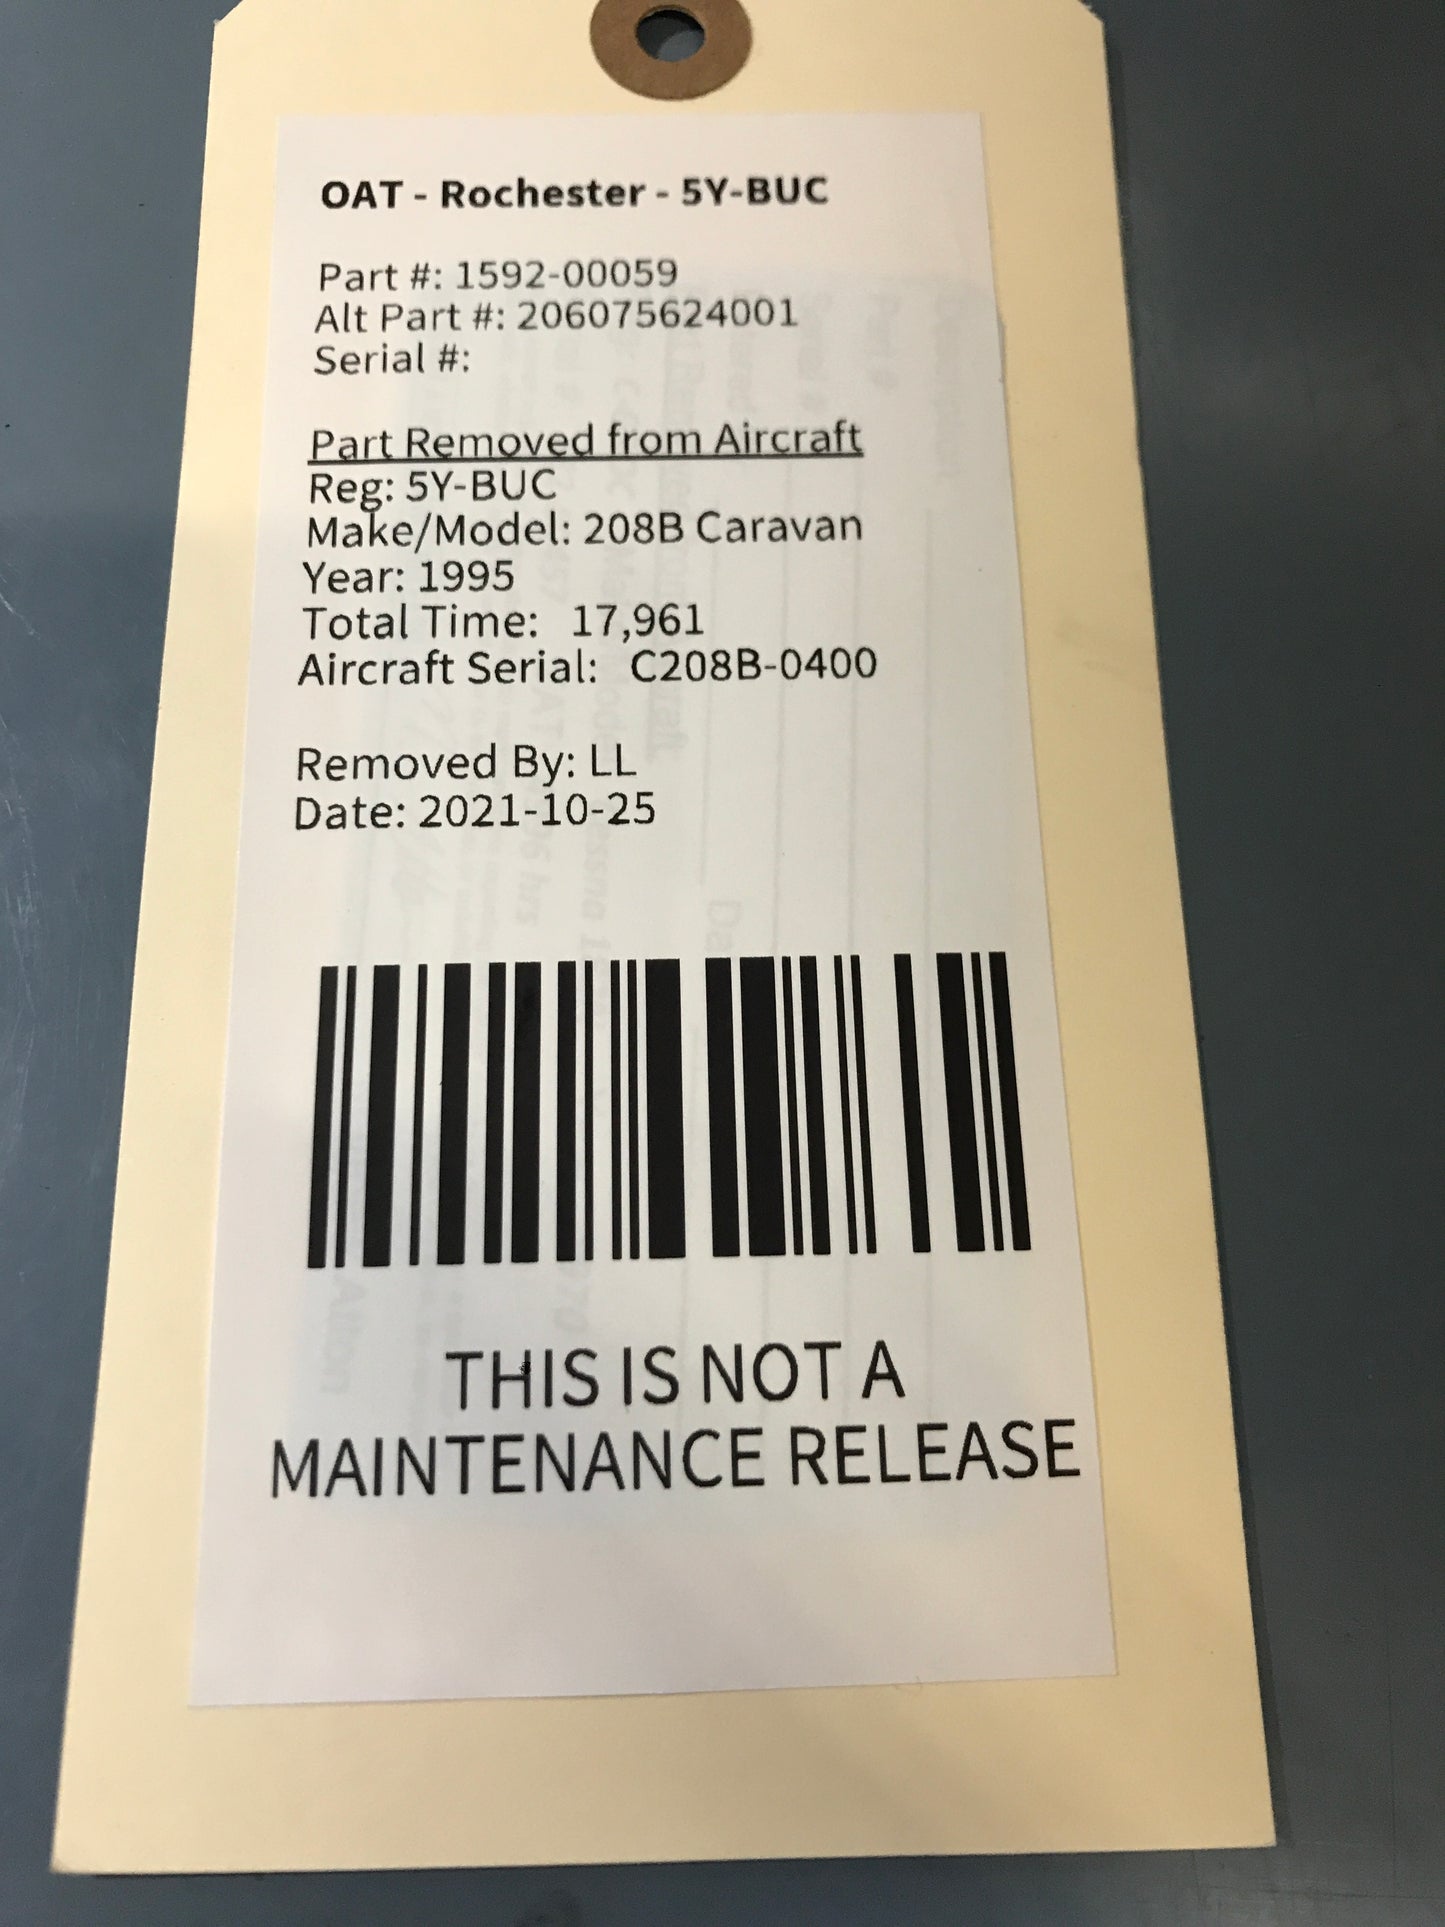 OAT - Rochester - 5Y-BUC
Part #: 1592-00059
Alt Part #: 206075624001
Serial #:
Part Removed from Aircraft
Reg: 5Y-BUC
Make/Model: 208B Caravan
Year: 1995
Total Time: 17,961
Aircraft Serial: C208B-0400
Removed By: LL
Date: 2021-10-25
THIS IS NOT A
MAINTENANCE RELEASE